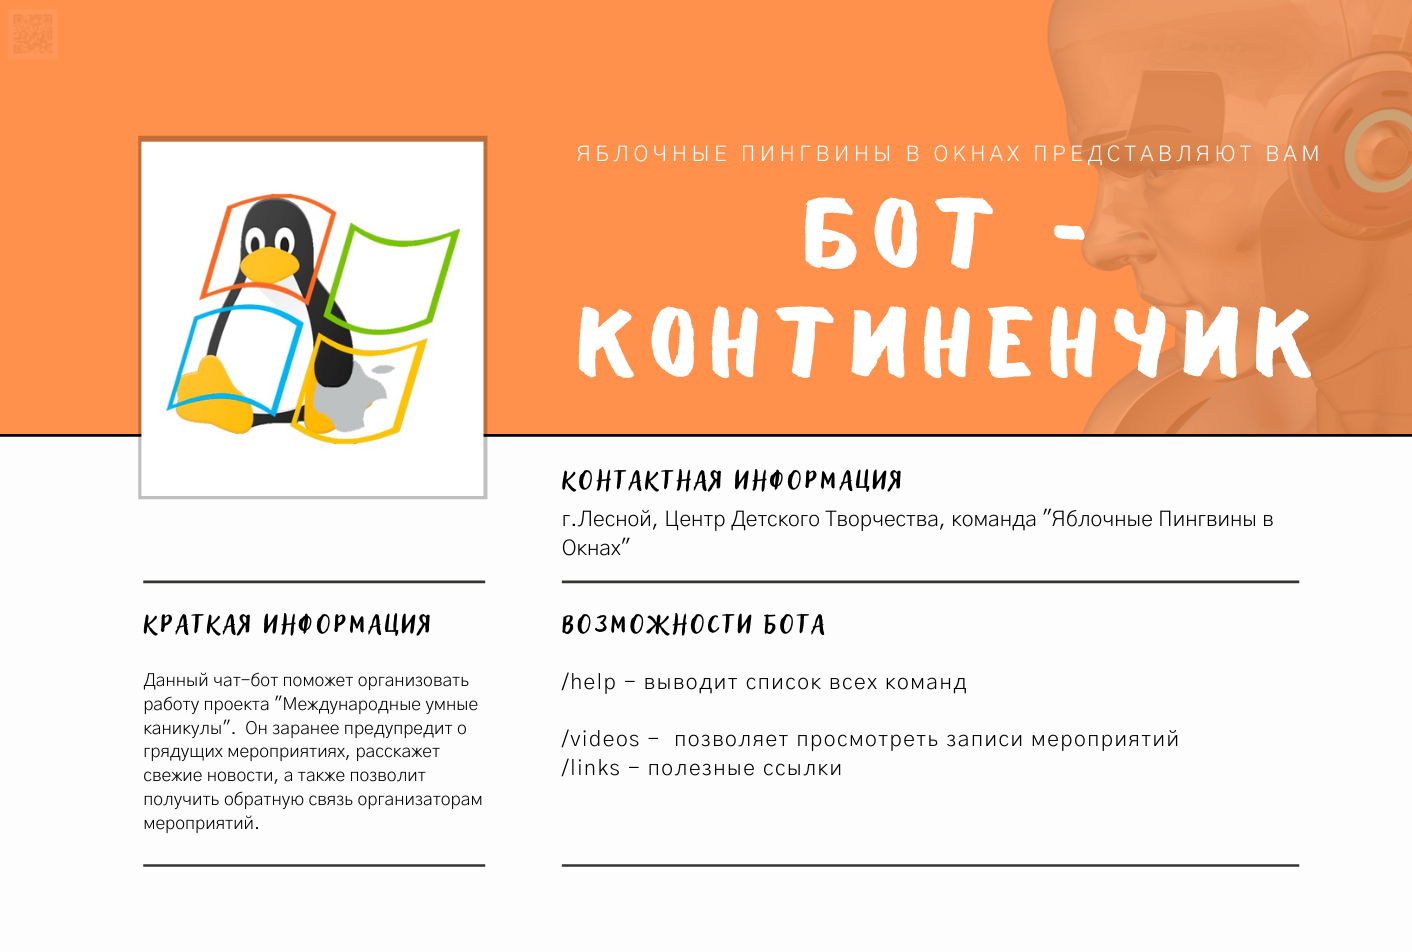 ЯБЛОЧНЫЕ ПИНГВИНЫ В ОКНАХ ПРЕДСТАВЛЯЮТ ВАМ
БОТ -
КОНТИНЕНЧИК
КОНТАКТНАЯ ИНФОРМАЦИЯ
г.Лесной, Центр Детского Творчества, команда "Яблочные Пингвины в
Окнах"
КРАТКАЯ ИНФОРМАЦИЯ
Данный чат-бот поможет организовать
работу проекта "Международные умные
каникулы".  Он заранее предупредит о
грядущих мероприятиях, расскажет
свежие новости, а также позволит
получить обратную связь организаторам
мероприятий.
ВОЗМОЖНОСТИ БОТА
/help - выводит список всех команд
/videos -  позволяет просмотреть записи мероприятий
/links - полезные ссылки